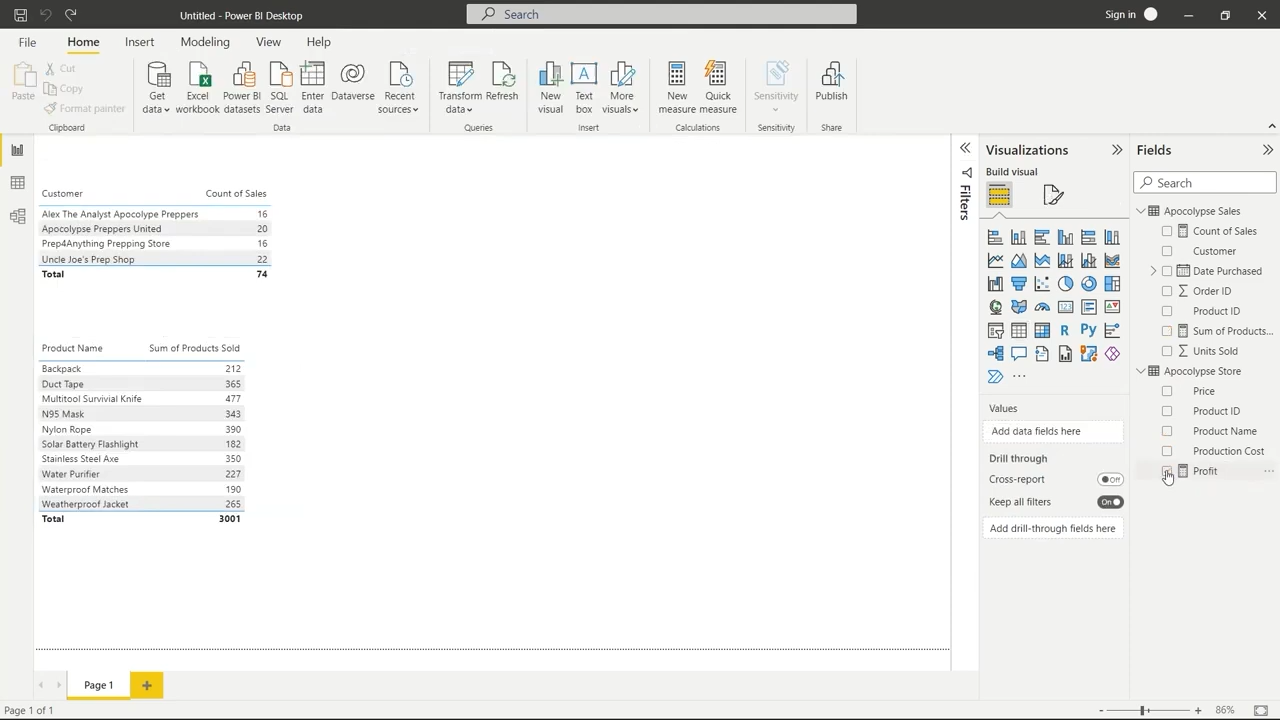 Untitled - Power BI Desktop
Search
Sign in
File Home Insert Modeling View Help
Paste
Cut
Copy
Format painter
Clipboard
Get data
Excel workbook
Power BI datasets
SQL Server
Enter data
Dataverse
Recent sources
Data
Transform data
Refresh
Queries
New visual
Text box
More visuals
Insert
New measure
Quick measure
Calculations
Sensitivity
Sensitivity
Publish
Share
Customer Count of Sales
Alex The Analyst Apocolype Preppers 16
Apocolypse Preppers United 20
Prep4Anything Prepping Store 16
Uncle Joe's Prep Shop 22
Total 74
Product Name Sum of Products Sold
Backpack 212
Duct Tape 365
Multitool Survivial Knife 477
N95 Mask 343
Nylon Rope 390
Solar Battery Flashlight 182
Stainless Steel Axe 350
Water Purifier 227
Waterproof Matches 190
Weatherproof Jacket 265
Total 3001
Filters
Visualizations
Build visual
R Py
123
Values
Add data fields here
Drill through
Cross-report Off
Keep all filters On
Add drill-through fields here
Fields
Search
Apocolypse Sales
Count of Sales
Customer
Date Purchased
Order ID
Product ID
Sum of Products...
Units Sold
Apocolypse Store
Price
Product ID
Product Name
Production Cost
Profit
Page 1
Page 1 of 1
86%